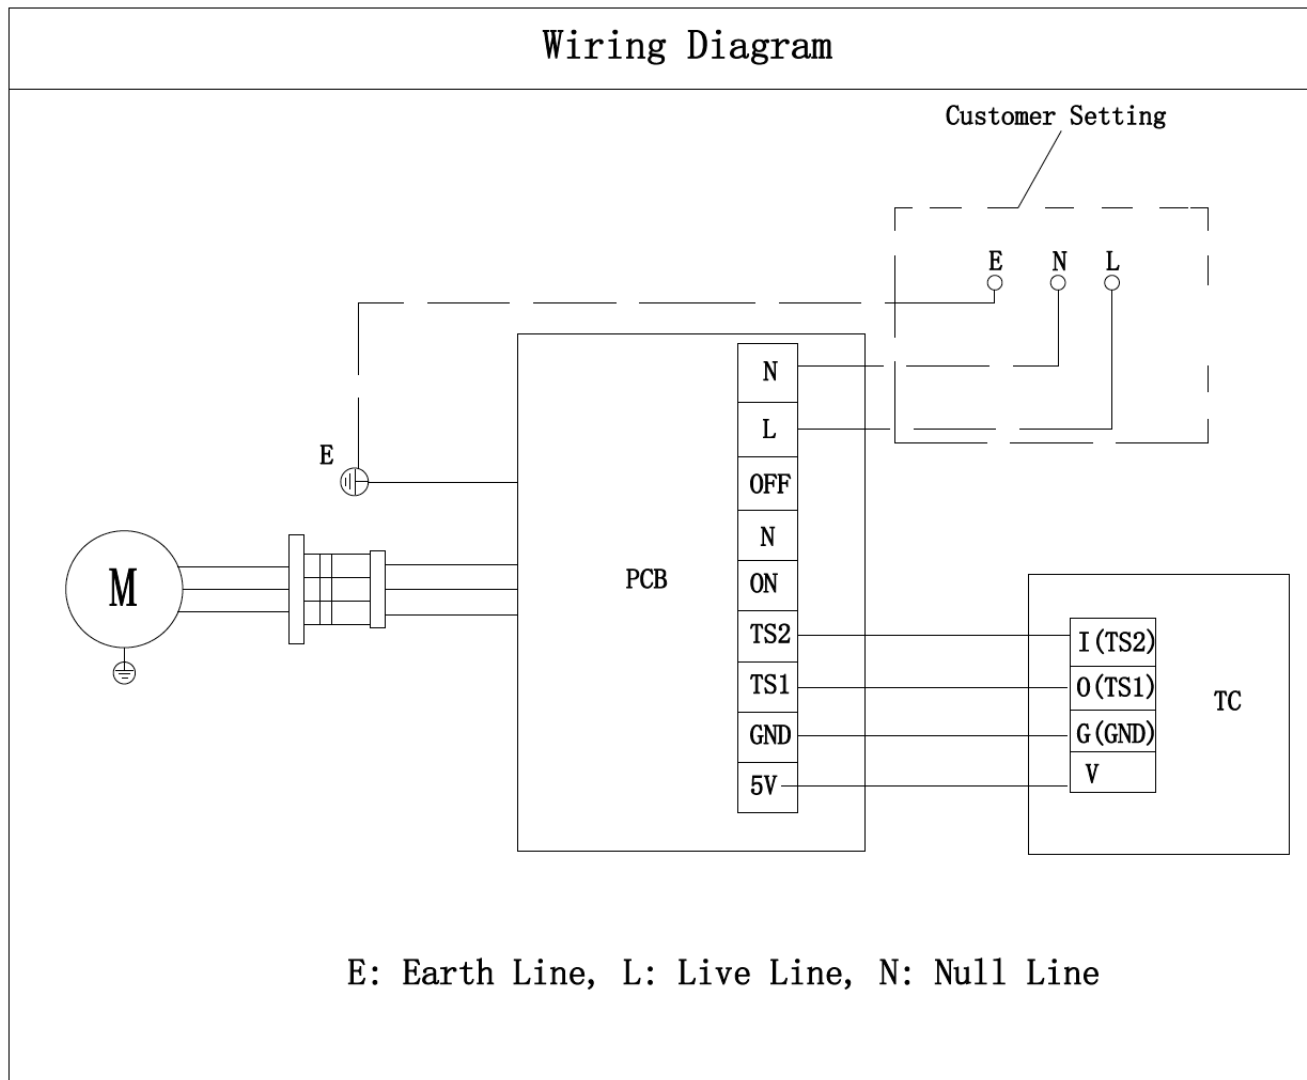 Wiring Diagram
Customer Setting
E N L
N
L
E
OFF
N
M
PCB
ON
TS2
I(TS2)
TS1
O(TS1)
TC
GND
G(GND)
5V
V
E: Earth Line, L: Live Line, N: Null Line